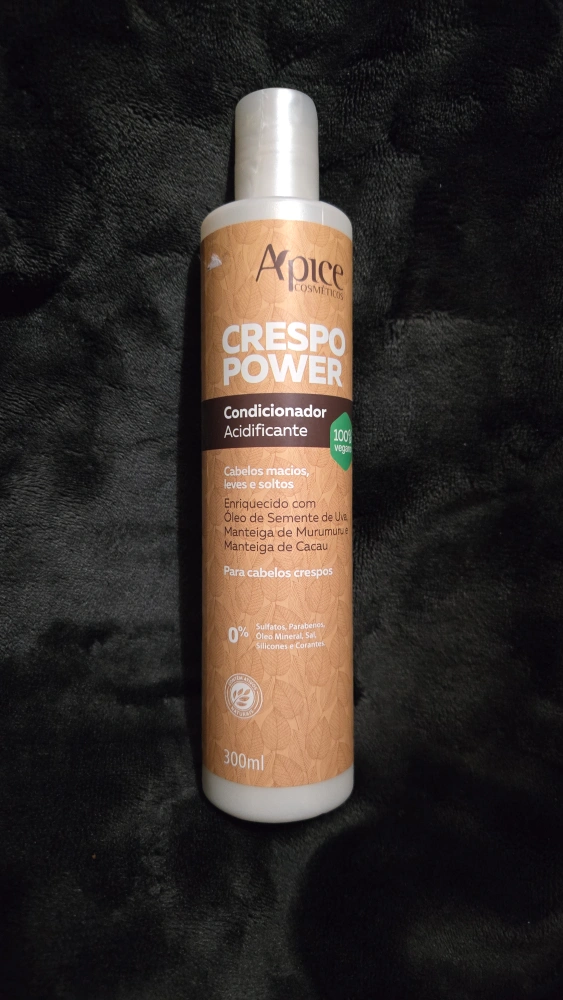 Apice
COSMÉTICOS
CRESPO
POWER
Condicionador
Acidificante
100%
vegano
Cabelos macios,
leves e soltos
Enriquecido com
Óleo de Semente de Uva,
Manteiga de Murumuru e
Manteiga de Cacau
Para cabelos crespos
0%
Sulfatos, Parabenos,
Óleo Mineral, Sal,
Silicones e Corantes
300ml